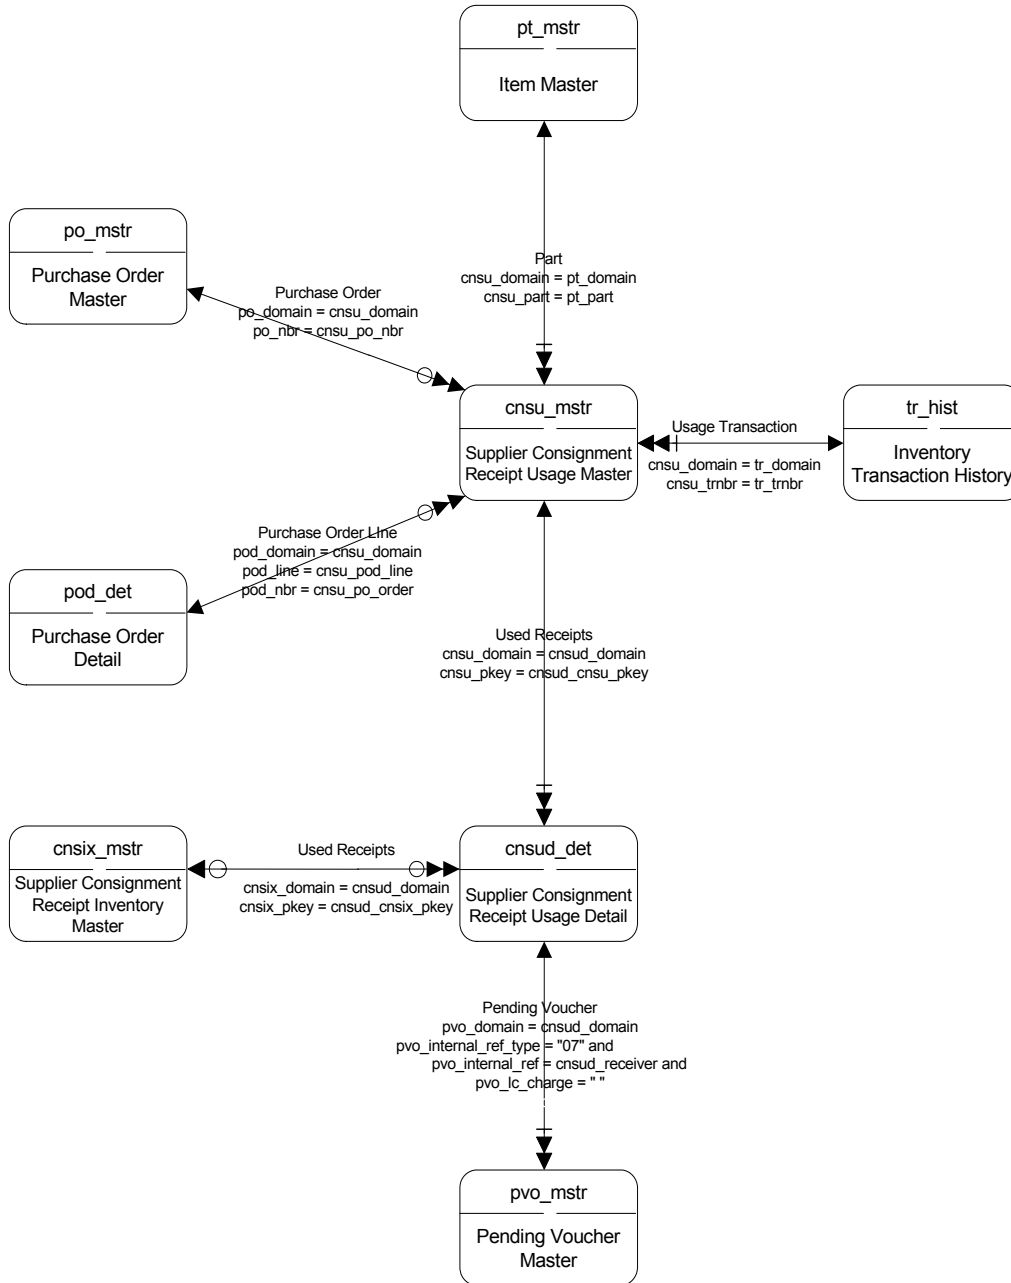 pt_mstr
Item Master
po_mstr
Purchase Order
Master
Part
cnsu_domain = pt_domain
cnsu_part = pt_part
Purchase Order
po_domain = cnsu_domain
po_nbr = cnsu_po_nbr
cnsu_mstr
Supplier Consignment
Receipt Usage Master
Usage Transaction
cnsu_domain = tr_domain
cnsu_trnbr = tr_trnbr
tr_hist
Inventory
Transaction History
Purchase Order LIne
pod_domain = cnsu_domain
pod_line = cnsu_pod_line
pod_nbr = cnsu_po_order
pod_det
Purchase Order
Detail
Used Receipts
cnsu_domain = cnsud_domain
cnsu_pkey = cnsud_cnsu_pkey
cnsix_mstr
Supplier Consignment
Receipt Inventory
Master
Used Receipts
cnsix_domain = cnsud_domain
cnsix_pkey = cnsud_cnsix_pkey
cnsud_det
Supplier Consignment
Receipt Usage Detail
Pending Voucher
pvo_domain = cnsud_domain
pvo_internal_ref_type = "07" and
pvo_internal_ref = cnsud_receiver and
pvo_lc_charge = " "
pvo_mstr
Pending Voucher
Master